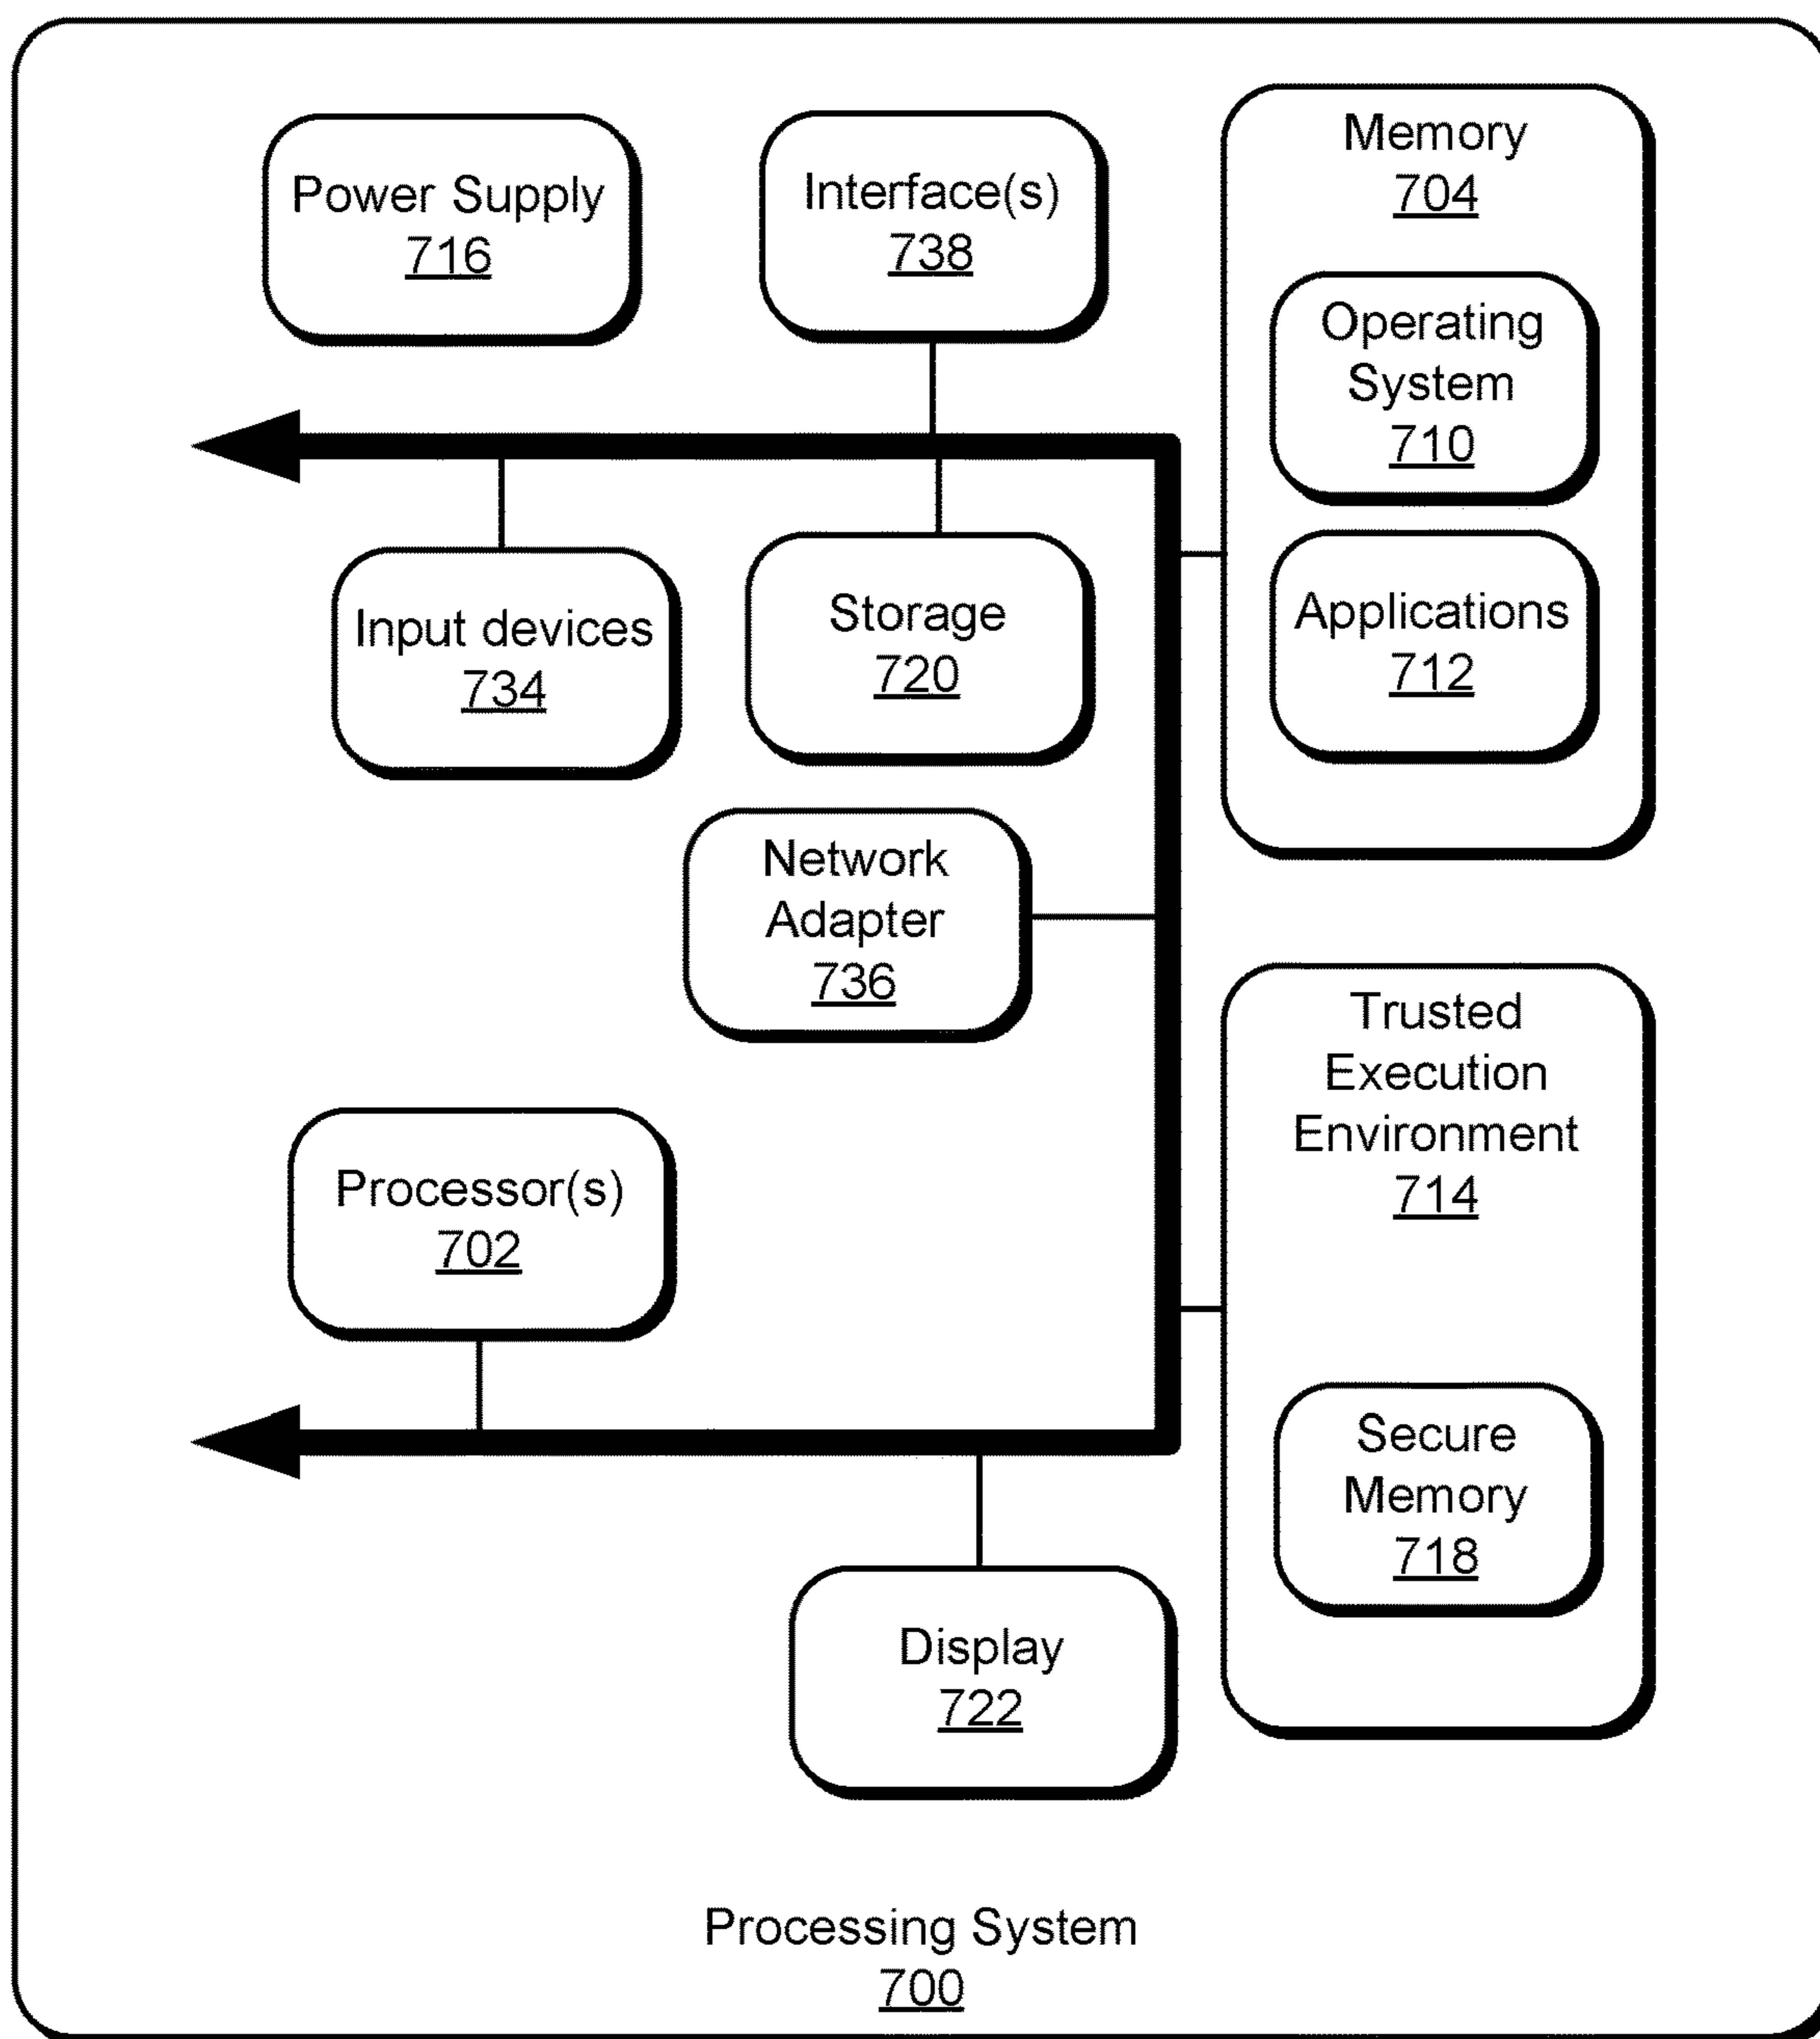 Power Supply
716
Interface(s)
738
Memory
704
Operating
System
710
Applications
712
Input devices
734
Storage
720
Network
Adapter
736
Trusted
Execution
Environment
714
Secure
Memory
718
Processor(s)
702
Display
722
Processing System
700